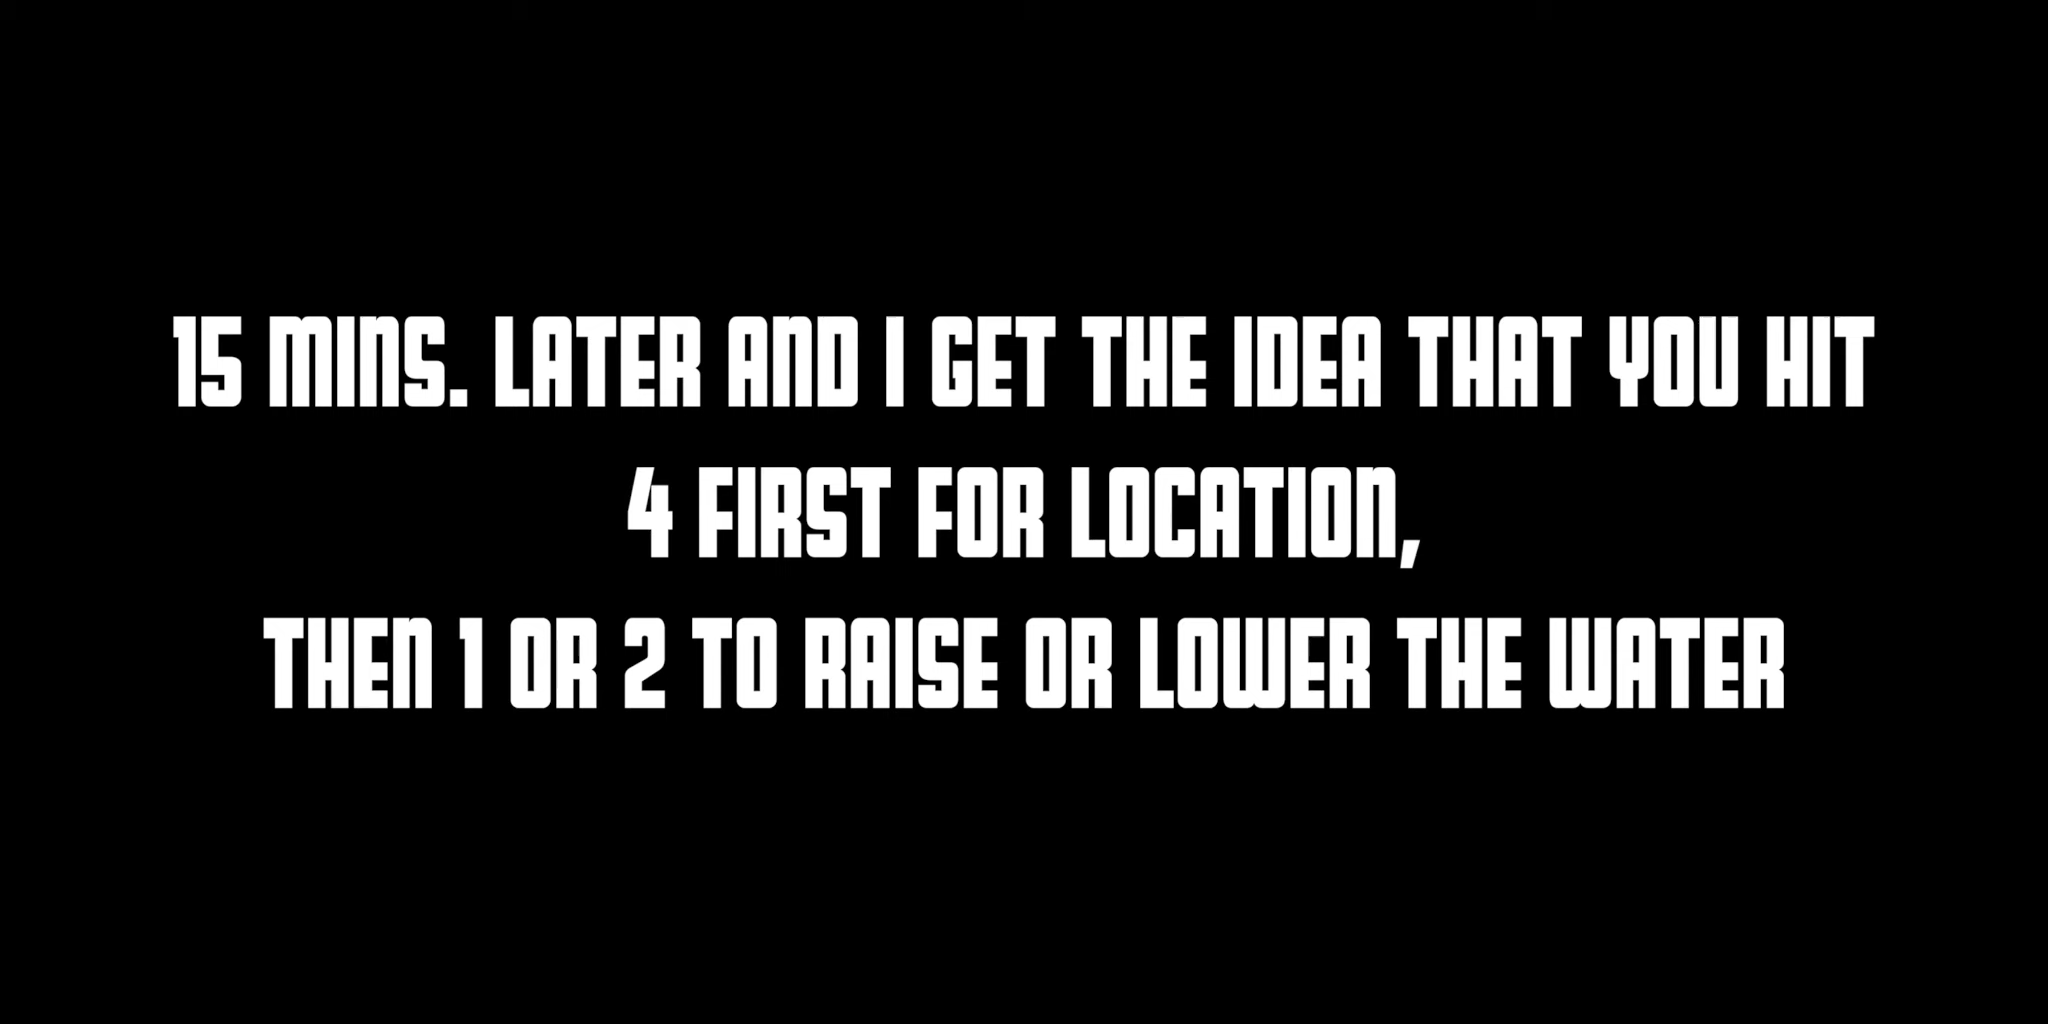 15 MINS. LATER AND I GET THE IDEA THAT YOU HIT
4 FIRST FOR LOCATION,
THEN 1 OR 2 TO RAISE OR LOWER THE WATER